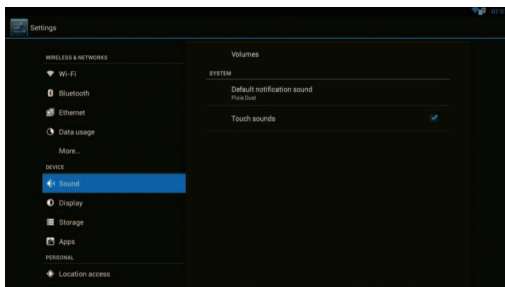 Settings
WIRELESS & NETWORKS
Wi-Fi
Bluetooth
Ethernet
Data usage
More...
DEVICE
Sound
Display
Storage
Apps
PERSONAL
Location access
Volumes
SYSTEM
Default notification sound
Pixie Dust
Touch sounds